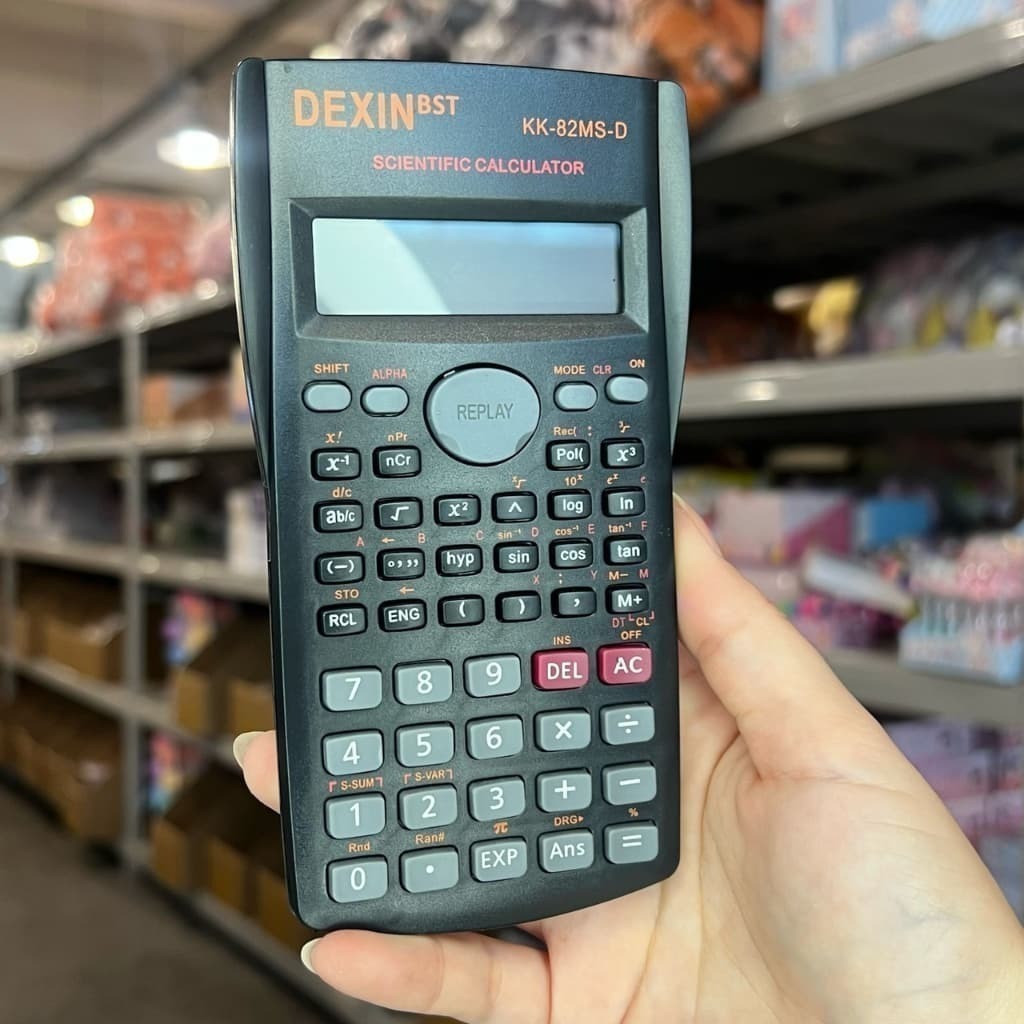 DEXIN BST
KK-82MS-D
SCIENTIFIC CALCULATOR
SHIFT ALPHA REPLAY MODE CLR ON
x! nPr Rec( : ³√
x⁻¹ nCr Pol( x³
d/c ˣ√ 10ˣ eˣ e
ab/c √ x² ^ log ln
A ← B C sin⁻¹ D cos⁻¹ E tan⁻¹ F
(−) °’’’ hyp sin cos tan
STO ← X ; Y M− M
RCL ENG ( ) , M+
DT CL
INS OFF
7 8 9 DEL AC
4 5 6 × ÷
S-SUM S-VAR
1 2 3 + −
Rnd Ran# π DRG▸ %
0 · EXP Ans =